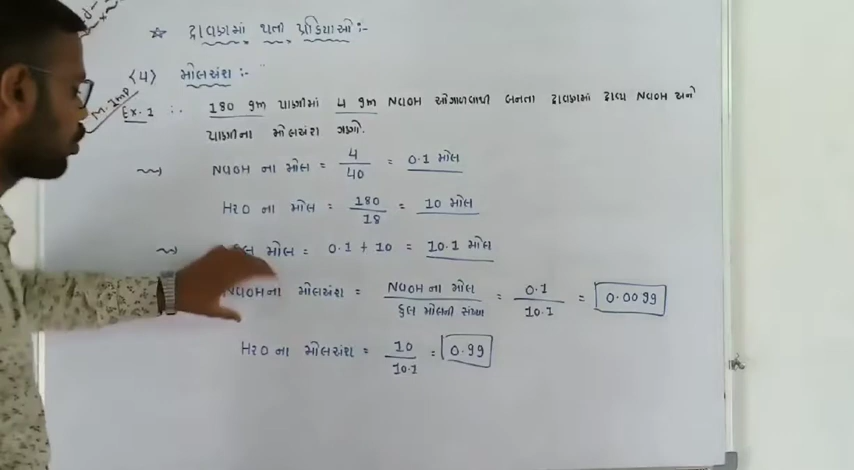 ☆ દ્રાવણમાં થતી પ્રક્રિયાઓ :-
(4) મોલઅંશ :-
M. Imp
Ex. 1 :. 180 gm પાણીમાં 4 gm NaOH ઓગાળવાથી બનતા દ્રાવણમાં દ્રાવ્ય NaOH અને
પાણીના મોલઅંશ ગણો.
NaOH ના મોલ = 4/40 = 0.1 મોલ
H2O ના મોલ = 180/18 = 10 મોલ
કુલ મોલ = 0.1 + 10 = 10.1 મોલ
NaOH ના મોલઅંશ = NaOH ના મોલ / કુલ મોલની સંખ્યા = 0.1/10.1 = 0.0099
H2O ના મોલઅંશ = 10/10.1 = 0.99